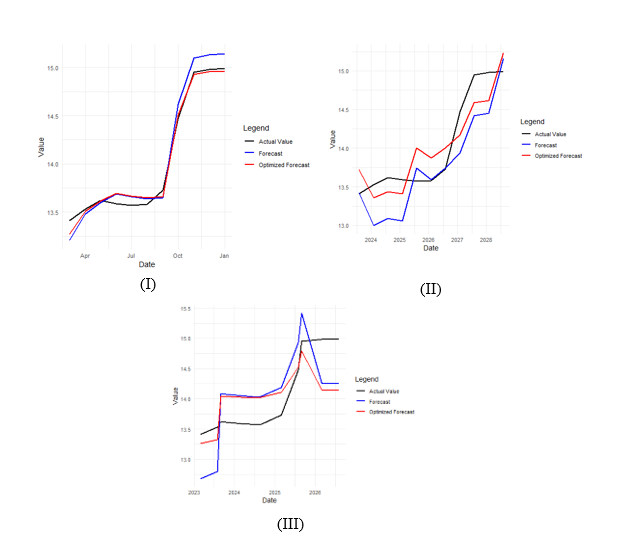 15.0
14.5
14.0
13.5
Value
Apr
Jul
Oct
Jan
Date
Legend
Actual Value
Forecast
Optimized Forecast
(I)
15.0
14.5
14.0
13.5
13.0
Value
2024
2025
2026
2027
2028
Date
Legend
Actual Value
Forecast
Optimized Forecast
(II)
15.5
15.0
14.5
14.0
13.5
13.0
Value
2023
2024
2025
2026
Date
Legend
Actual Value
Forecast
Optimized Forecast
(III)